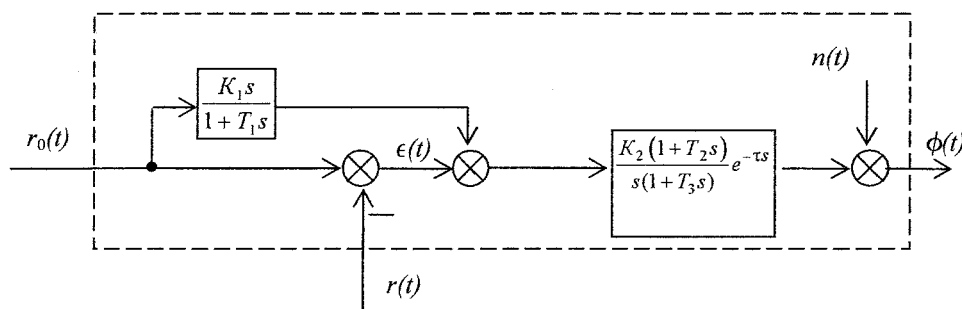 n(t)
K₁s
1 + T₁s
r₀(t)
ϵ(t)
K₂ (1+T₂s)
s(1+T₃s)
e^{-τs}
ϕ(t)
r(t)